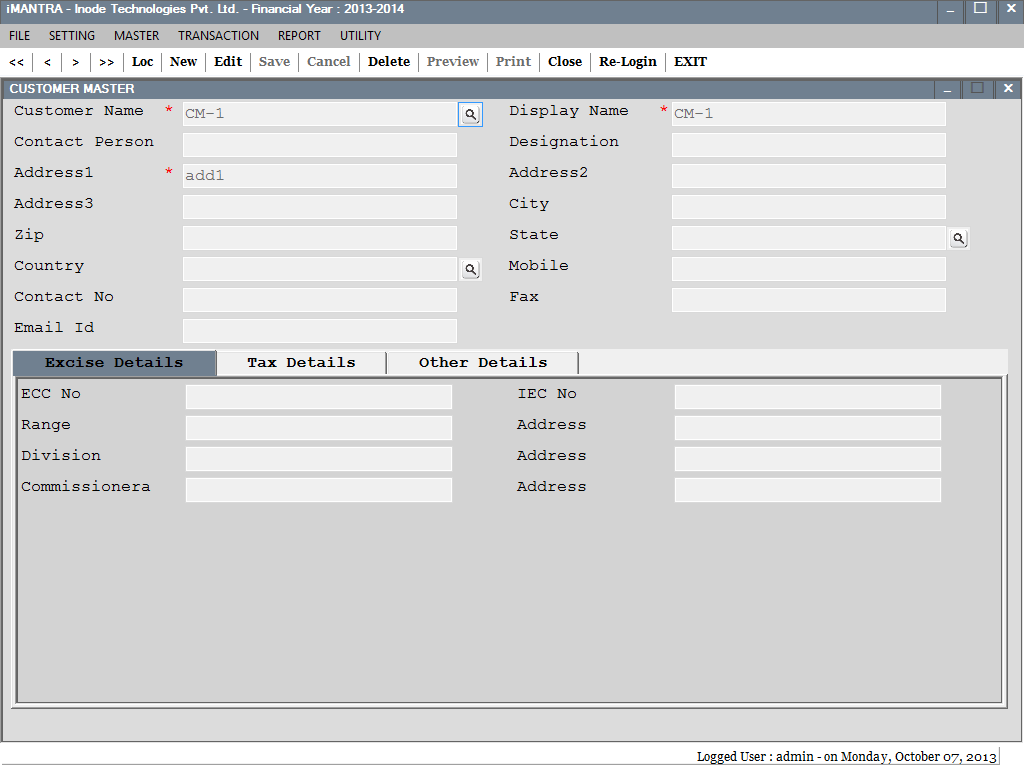 iMANTRA - Inode Technologies Pvt. Ltd. - Financial Year : 2013-2014
FILE SETTING MASTER TRANSACTION REPORT UTILITY
<< < > >> Loc New Edit Save Cancel Delete Preview Print Close Re-Login EXIT
CUSTOMER MASTER
Customer Name * CM-1 Display Name * CM-1
Contact Person Designation
Address1 * add1 Address2
Address3 City
Zip State
Country Mobile
Contact No Fax
Email Id
Excise Details Tax Details Other Details
ECC No IEC No
Range Address
Division Address
Commissionera Address
Logged User : admin - on Monday, October 07, 2013